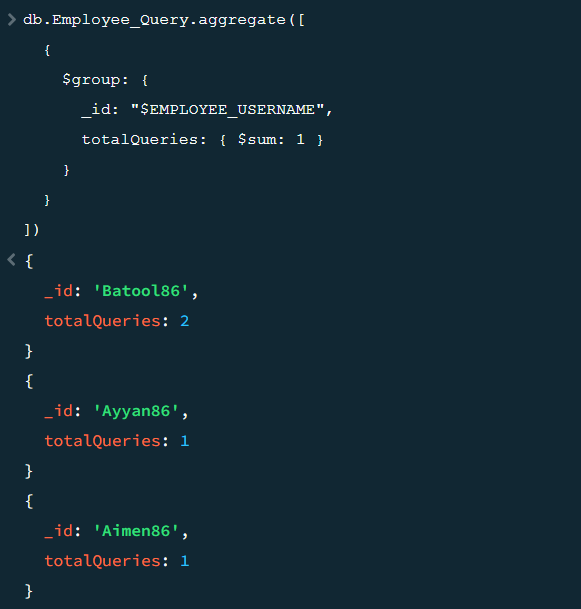 db.Employee_Query.aggregate([
{
$group: {
_id: "$EMPLOYEE_USERNAME",
totalQueries: { $sum: 1 }
}
}
])
{
_id: 'Batool86',
totalQueries: 2
}
{
_id: 'Ayyan86',
totalQueries: 1
}
{
_id: 'Aimen86',
totalQueries: 1
}